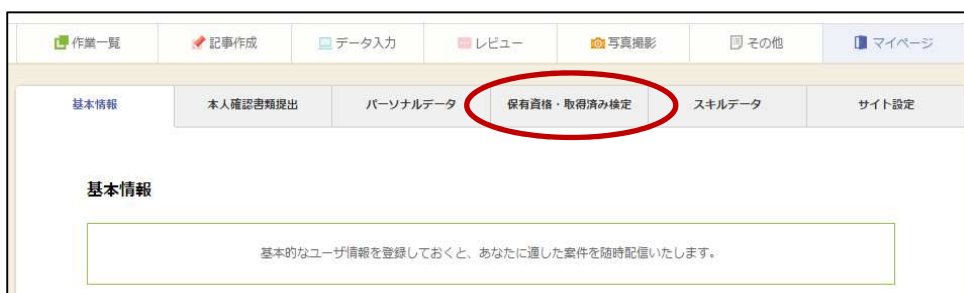 作業一覧 記事作成 データ入力 レビュー 写真撮影 その他 マイページ
基本情報 本人確認書類提出 パーソナルデータ 保有資格・取得済み検定 スキルデータ サイト設定
基本情報
基本的なユーザ情報を登録しておくと、あなたに適した案件を随時配信いたします。